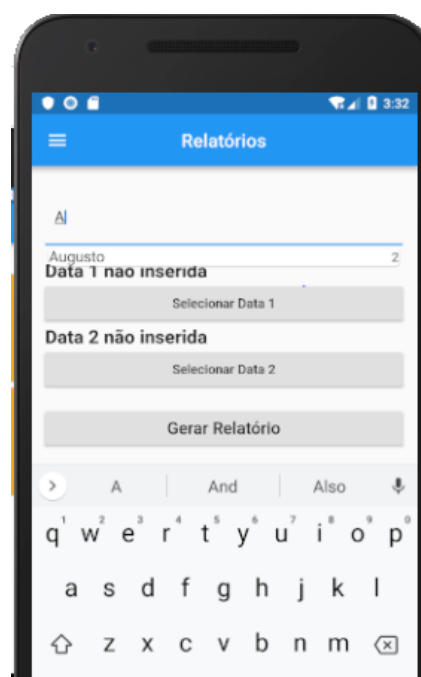 3:32
Relatórios
A
Augusto 2
Data 1 não inserida
Selecionar Data 1
Data 2 não inserida
Selecionar Data 2
Gerar Relatório
A And Also
1 2 3 4 5 6 7 8 9 0
q w e r t y u i o p
a s d f g h j k l
z x c v b n m